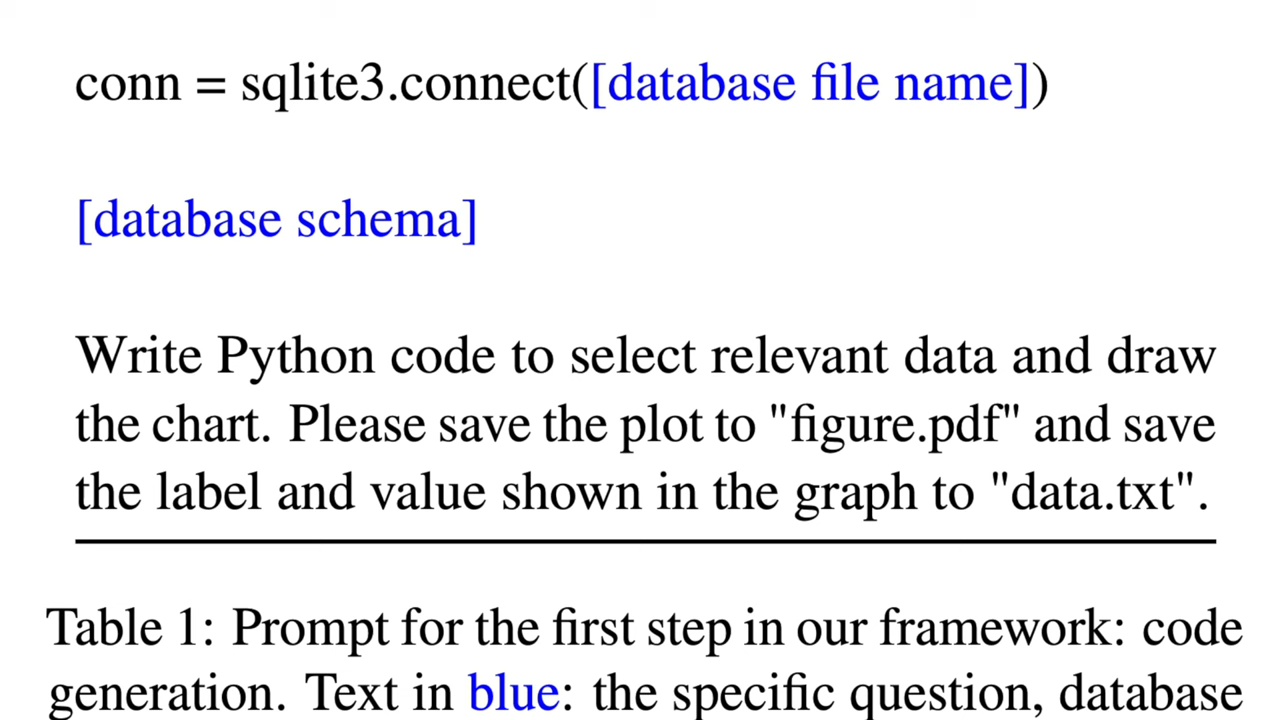 conn = sqlite3.connect([database file name])
[database schema]
Write Python code to select relevant data and draw
the chart. Please save the plot to "figure.pdf" and save
the label and value shown in the graph to "data.txt".
Table 1: Prompt for the first step in our framework: code
generation. Text in blue: the specific question, database